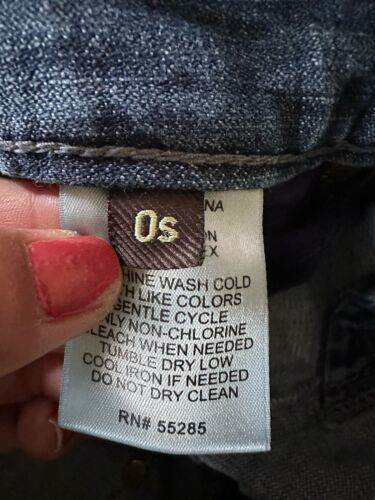 0s
NA
ON
EX
HINE WASH COLD
H LIKE COLORS
GENTLE CYCLE
NLY NON-CHLORINE
LEACH WHEN NEEDED
TUMBLE DRY LOW
COOL IRON IF NEEDED
DO NOT DRY CLEAN
RN# 55285